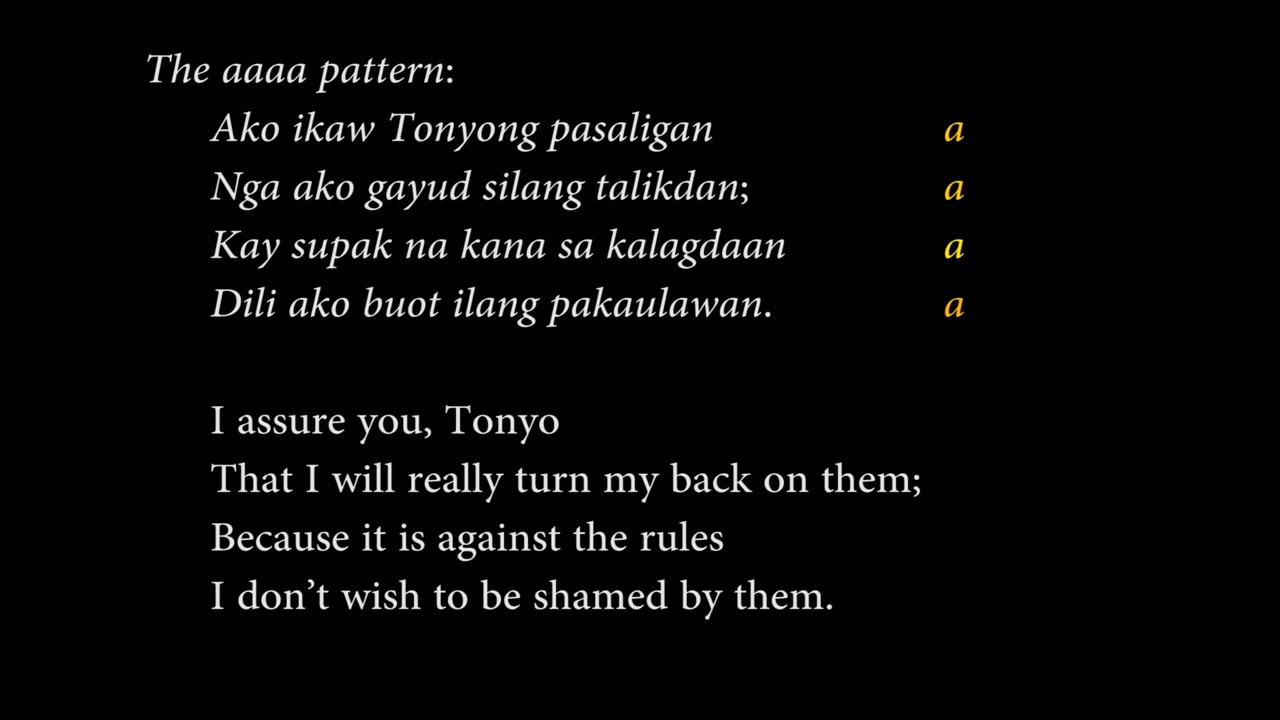 The aaaa pattern:
Ako ikaw Tonyong pasaligan a
Nga ako gayud silang talikdan; a
Kay supak na kana sa kalagdaan a
Dili ako buot ilang pakaulawan. a
I assure you, Tonyo
That I will really turn my back on them;
Because it is against the rules
I don’t wish to be shamed by them.